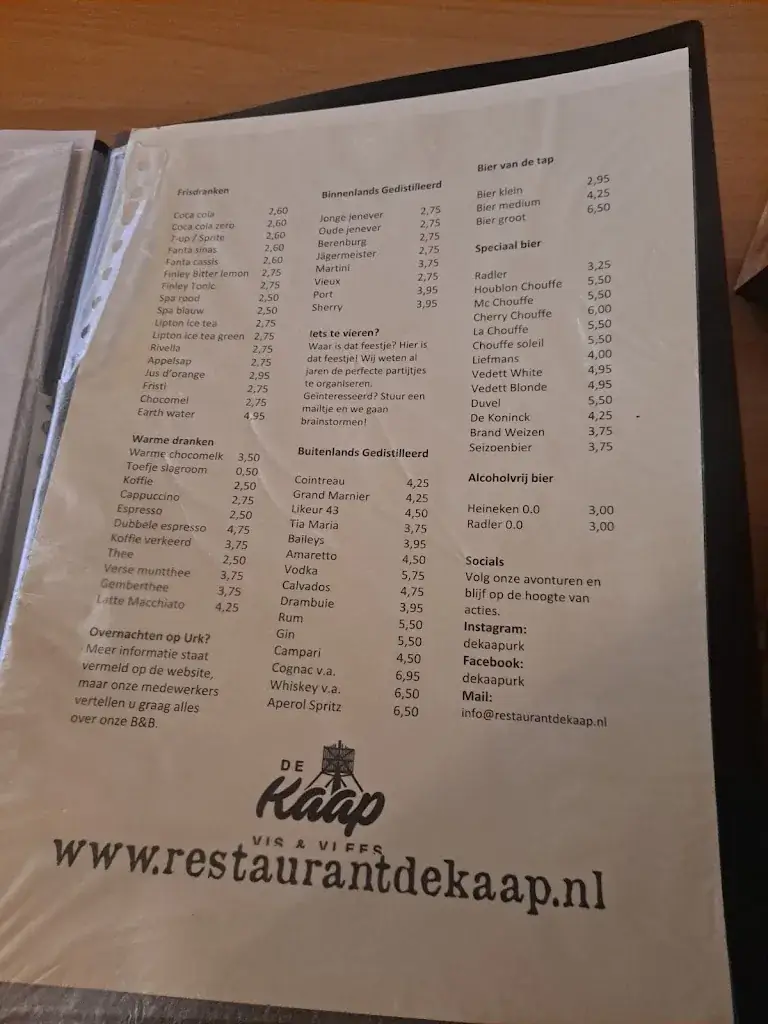 Frisdranken
Coca cola 2,60
Coca cola zero 2,60
7-up / Sprite 2,60
Fanta sinas 2,60
Fanta cassis 2,60
Finley Bitter lemon 2,75
Finley Tonic 2,75
Spa rood 2,50
Spa blauw 2,50
Lipton ice tea 2,75
Lipton ice tea green 2,75
Rivella 2,75
Appelsap 2,75
Jus d'orange 2,95
Fristi 2,75
Chocomel 2,75
Earth water 4,95
Warme dranken
Warme chocomelk 3,50
Toefje slagroom 0,50
Koffie 2,50
Cappuccino 2,75
Espresso 2,50
Dubbele espresso 4,75
Koffie verkeerd 3,75
Thee 2,50
Verse muntthee 3,75
Gemberthee 3,75
Latte Macchiato 4,25
Overnachten op Urk?
Meer informatie staat
vermeld op de website,
maar onze medewerkers
vertellen u graag alles
over onze B&B.
Binnenlands Gedistilleerd
Jonge jenever 2,75
Oude jenever 2,75
Berenburg 2,75
Jägermeister 2,75
Martini 3,75
Vieux 2,75
Port 3,95
Sherry 3,95
Iets te vieren?
Waar is dat feestje? Hier is
dat feestje! Wij weten al
jaren de perfecte partijtjes
te organiseren.
Geïnteresseerd? Stuur een
mailtje en we gaan
brainstormen!
Buitenlands Gedistilleerd
Cointreau 4,25
Grand Marnier 4,25
Likeur 43 4,50
Tia Maria 3,75
Baileys 3,95
Amaretto 4,50
Vodka 5,75
Calvados 4,75
Drambuie 3,95
Rum 5,50
Gin 5,50
Campari 4,50
Cognac v.a. 6,95
Whiskey v.a. 6,50
Aperol Spritz 6,50
Bier van de tap
Bier klein 2,95
Bier medium 4,25
Bier groot 6,50
Speciaal bier
Radler 3,25
Houblon Chouffe 5,50
Mc Chouffe 5,50
Cherry Chouffe 6,00
La Chouffe 5,50
Chouffe soleil 5,50
Liefmans 4,00
Vedett White 4,95
Vedett Blonde 4,95
Duvel 5,50
De Koninck 4,25 -
Brand Weizen 3,75
Seizoenbier 3,75
Alcoholvrij bier
Heineken 0.0 3,00
Radler 0.0 3,00
Socials
Volg onze avonturen en
blijf op de hoogte van
acties.
Instagram:
dekaapurk
Facebook:
dekaapurk
Mail:
info@restaurantdekaap.nl
DE
Kaap
VIS & VLEES
www.restaurantdekaap.nl